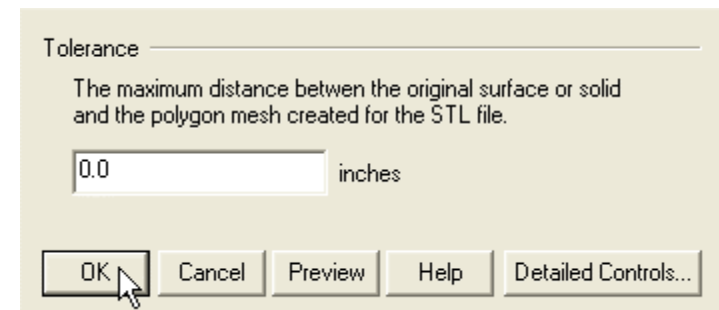 Tolerance
The maximum distance betwen the original surface or solid
and the polygon mesh created for the STL file.
0.0 inches
OK Cancel Preview Help Detailed Controls...